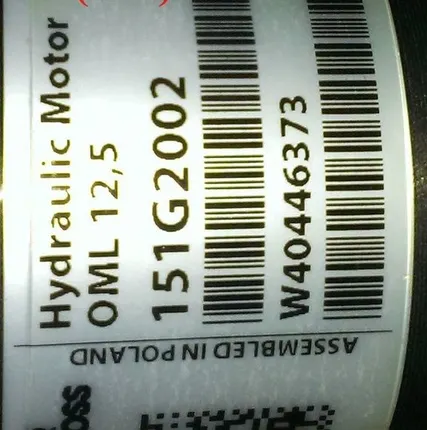 Hydraulic Motor
OML 12,5
151G2002
W40446373
ASSEMBLED IN POLAND